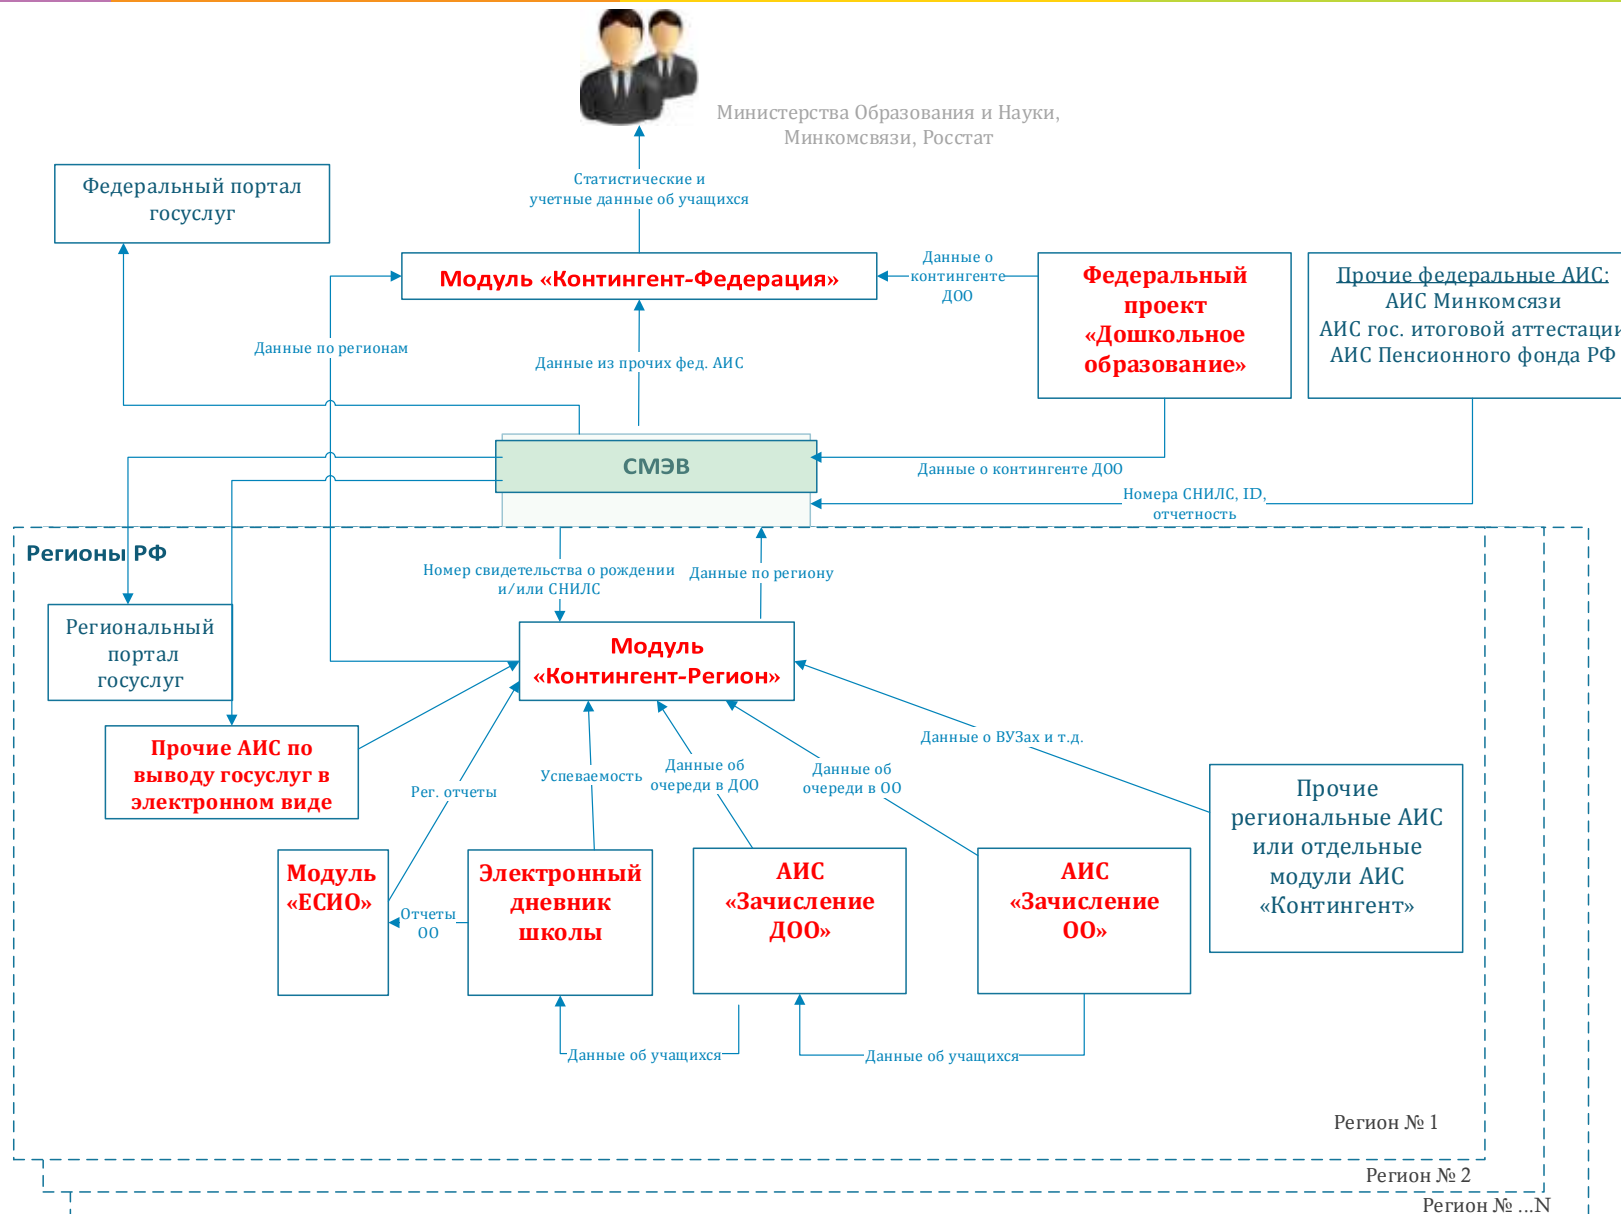 Министерства Образования и Науки,
Минкомсвязи, Росстат
Федеральный портал
госуслуг
Статистические и
учетные данные об учащихся
Модуль «Контингент-Федерация»
Данные о
контингенте
ДОО
Федеральный
проект
«Дошкольное
образование»
Прочие федеральные АИС:
АИС Минкомсязи
АИС гос. итоговой аттестации
АИС Пенсионного фонда РФ
Данные по регионам
Данные из прочих фед. АИС
СМЭВ
Данные о контингенте ДОО
Номера СНИЛС, ID,
отчетность
Регионы РФ
Номер свидетельства о рождении
и/или СНИЛС
Данные по региону
Региональный
портал
госуслуг
Модуль
«Контингент-Регион»
Прочие АИС по
выводу госуслуг в
электронном виде
Рег. отчеты
Успеваемость
Данные об
очереди в ДОО
Данные об
очереди в ОО
Данные о ВУЗах и т.д.
Прочие
региональные АИС
или отдельные
модули АИС
«Контингент»
Модуль
«ЕСИО»
Отчеты
ОО
Электронный
дневник
школы
АИС
«Зачисление
ДОО»
АИС
«Зачисление
ОО»
Данные об учащихся
Данные об учащихся
Регион № 1
Регион № 2
Регион № ...N